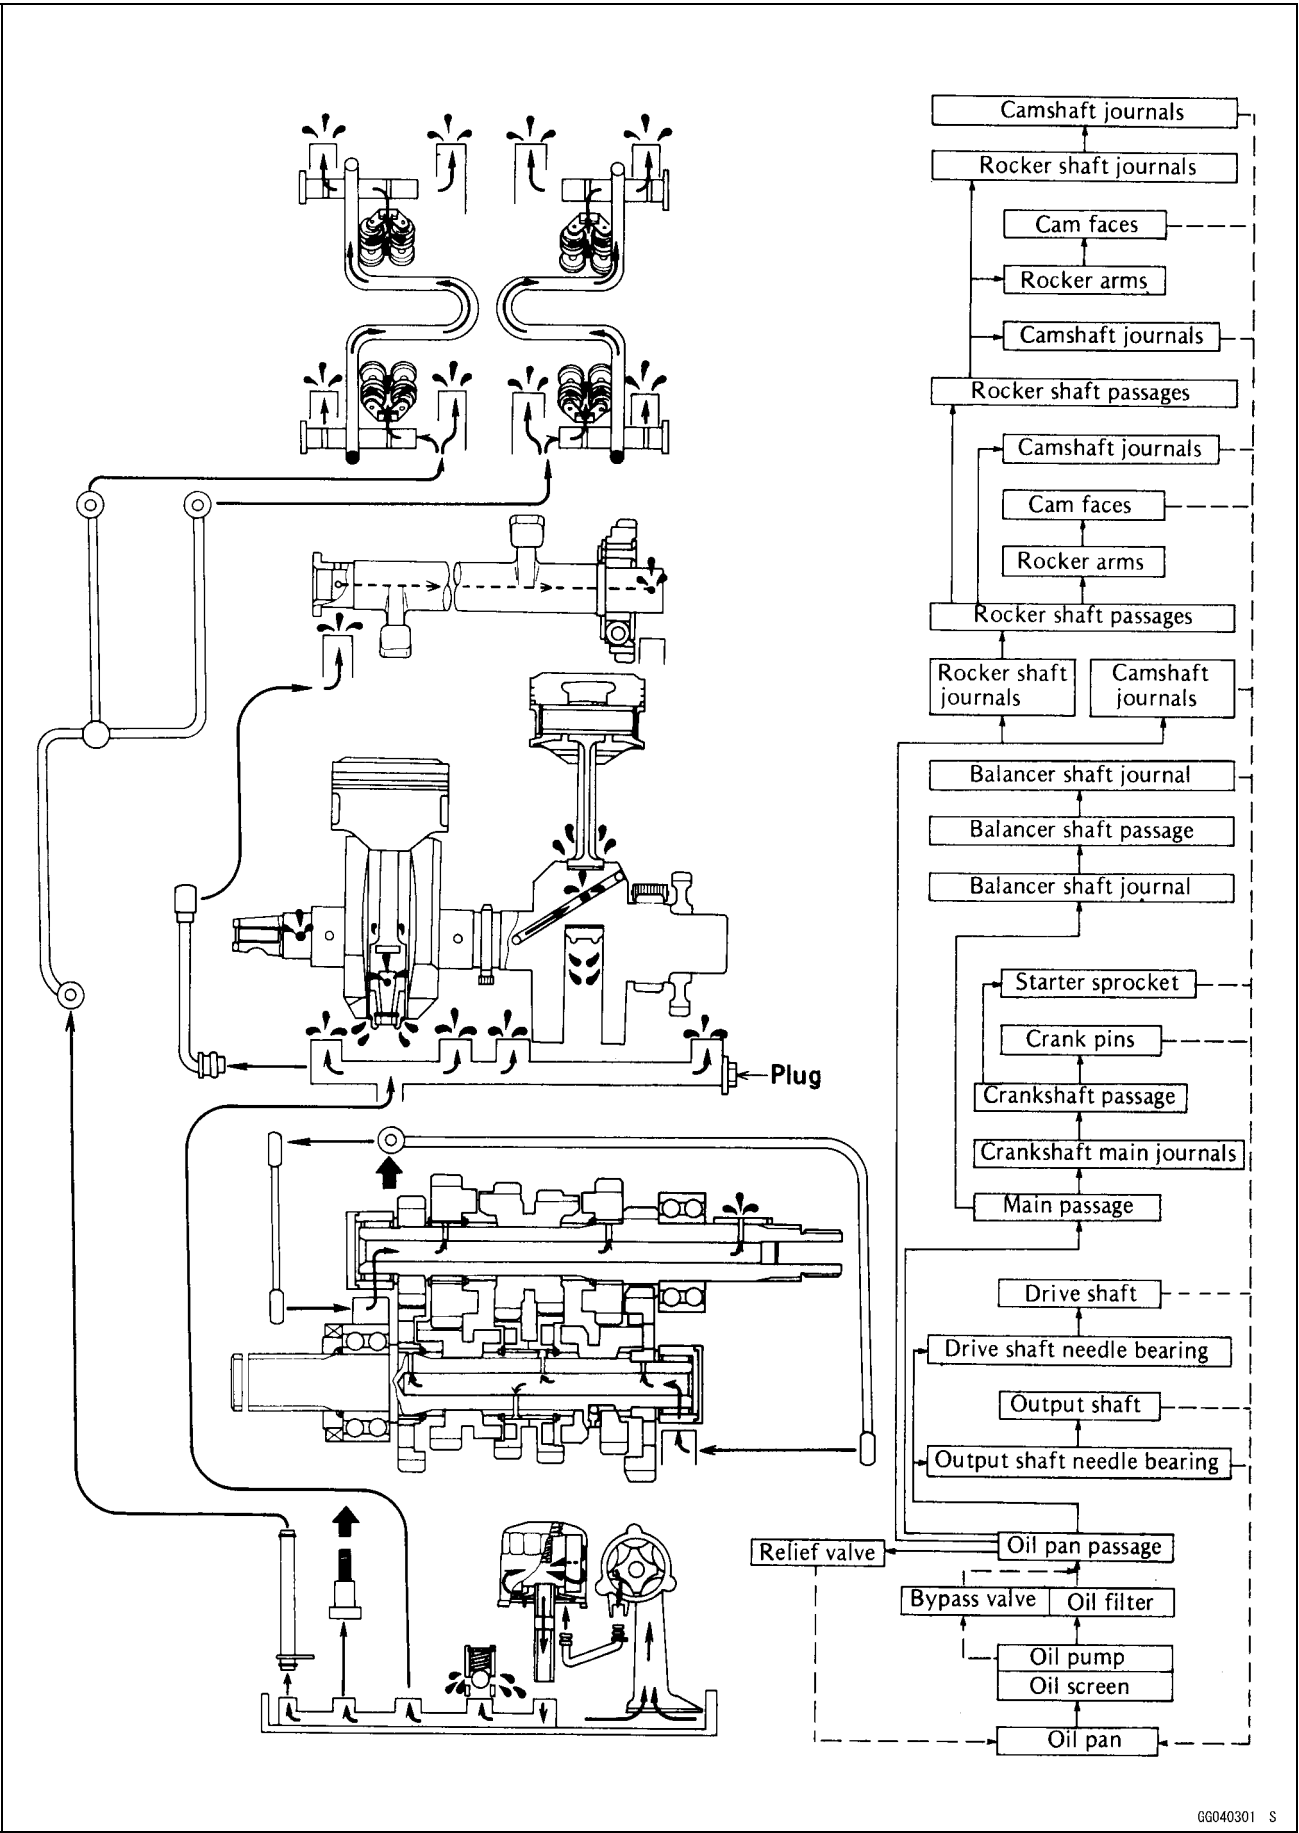 Camshaft journals
Rocker shaft journals
Cam faces
Rocker arms
Camshaft journals
Rocker shaft passages
Camshaft journals
Cam faces
Rocker arms
Rocker shaft passages
Rocker shaft
journals
Camshaft
journals
Balancer shaft journal
Balancer shaft passage
Balancer shaft journal
Starter sprocket
Crank pins
Plug
Crankshaft passage
Crankshaft main journals
Main passage
Drive shaft
Drive shaft needle bearing
Output shaft
Output shaft needle bearing
Oil pan passage
Relief valve
Bypass valve
Oil filter
Oil pump
Oil screen
Oil pan
GG040301 S